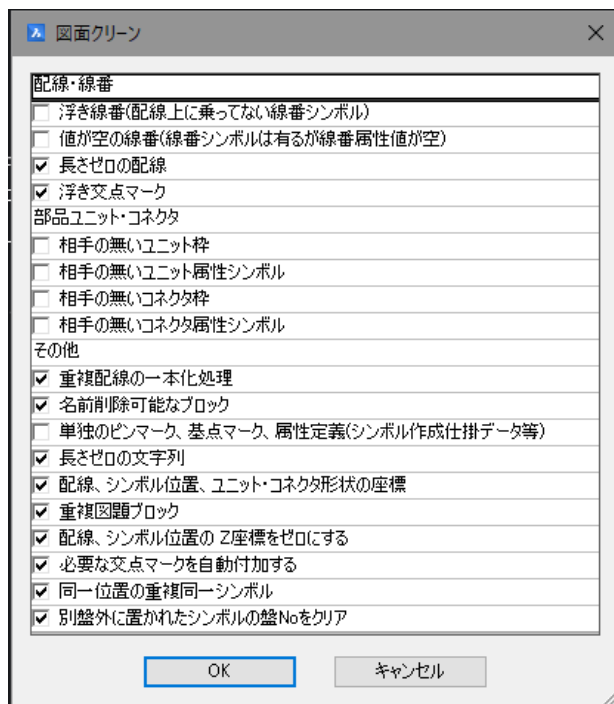 図面クリーン
配線・線番
浮き線番(配線上に乗ってない線番シンボル)
値が空の線番(線番シンボルは有るが線番属性値が空)
長さゼロの配線
浮き交点マーク
部品ユニット・コネクタ
相手の無いユニット枠
相手の無いユニット属性シンボル
相手の無いコネクタ枠
相手の無いコネクタ属性シンボル
その他
重複配線の一本化処理
名前削除可能なブロック
単独のピンマーク、基点マーク、属性定義(シンボル作成仕掛データ等)
長さゼロの文字列
配線、シンボル位置、ユニット・コネクタ形状の座標
重複図題ブロック
配線、シンボル位置の Z座標をゼロにする
必要な交点マークを自動付加する
同一位置の重複同一シンボル
別盤外に置かれたシンボルの盤Noをクリア
OK キャンセル